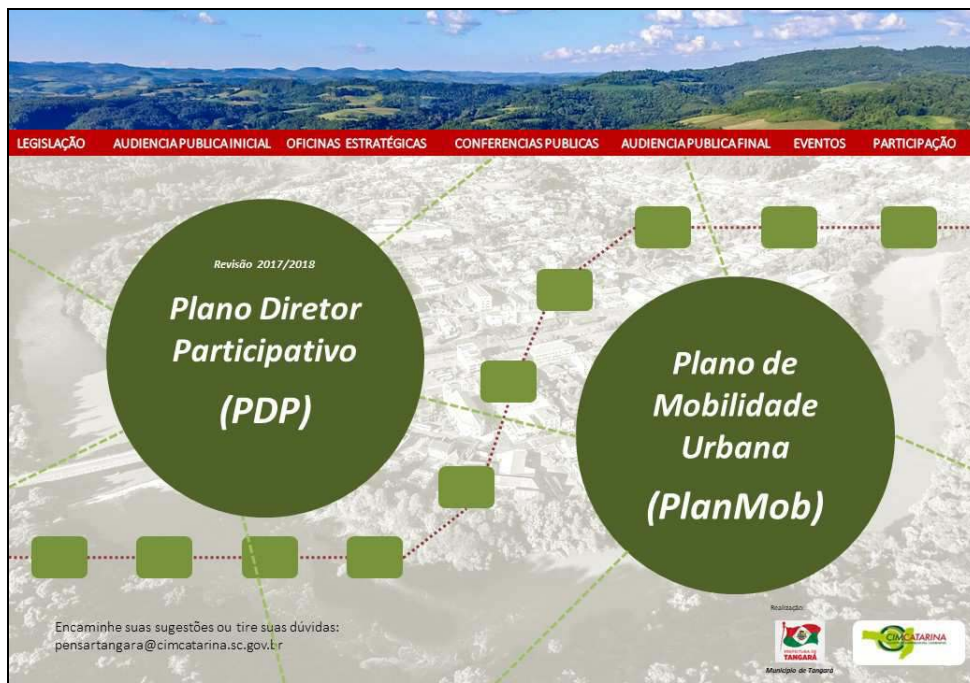 LEGISLAÇÃO AUDIENCIA PUBLICA INICIAL OFICINAS ESTRATÉGICAS CONFERENCIAS PUBLICAS AUDIENCIA PUBLICA FINAL EVENTOS PARTICIPAÇÃO
Revisão 2017/2018
Plano Diretor
Participativo
(PDP)
Plano de
Mobilidade
Urbana
(PlanMob)
Encaminhe suas sugestões ou tire suas dúvidas:
pensartangara@cimcatarina.sc.gov.br
Realização:
PREFEITURA DE
TANGARÁ
Município de Tangará
CIMCATARINA